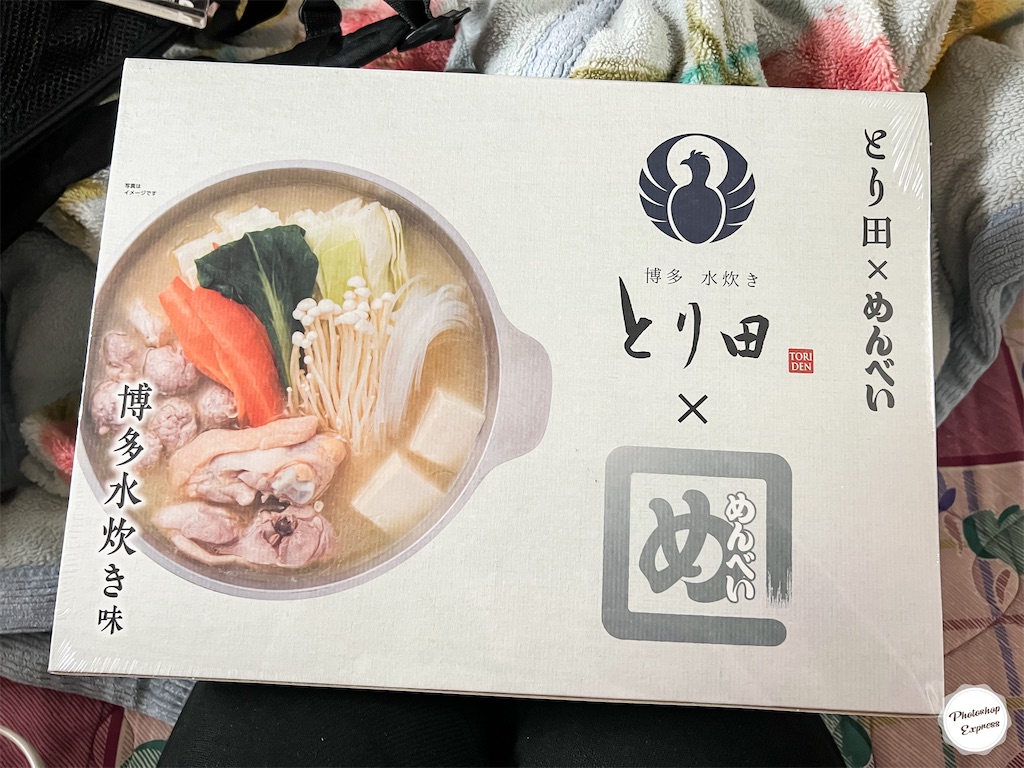 写真は
イメージです
博多水炊き味
博多 水炊き
とり田
TORI
DEN
×
め
めんべい
とり田×めんべい
Photoshop
Express